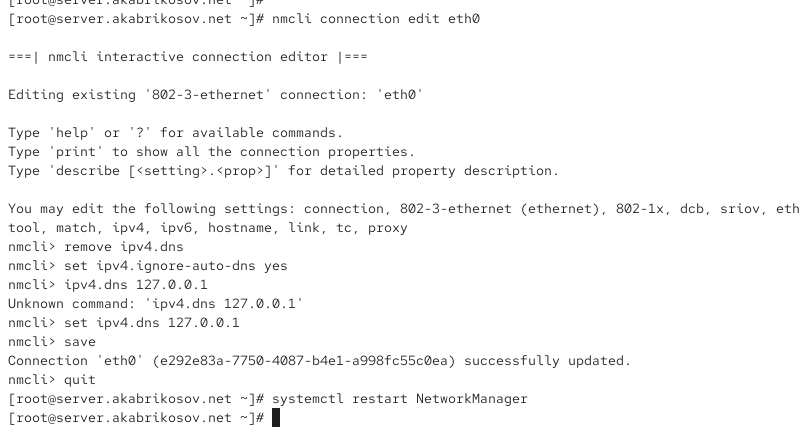 [root@server.akabrikosov.net ~]#
[root@server.akabrikosov.net ~]# nmcli connection edit eth0
===| nmcli interactive connection editor |===
Editing existing '802-3-ethernet' connection: 'eth0'
Type 'help' or '?' for available commands.
Type 'print' to show all the connection properties.
Type 'describe [<setting>.<prop>]' for detailed property description.
You may edit the following settings: connection, 802-3-ethernet (ethernet), 802-1x, dcb, sriov, eth
tool, match, ipv4, ipv6, hostname, link, tc, proxy
nmcli> remove ipv4.dns
nmcli> set ipv4.ignore-auto-dns yes
nmcli> ipv4.dns 127.0.0.1
Unknown command: 'ipv4.dns 127.0.0.1'
nmcli> set ipv4.dns 127.0.0.1
nmcli> save
Connection 'eth0' (e292e83a-7750-4087-b4e1-a998fc55c0ea) successfully updated.
nmcli> quit
[root@server.akabrikosov.net ~]# systemctl restart NetworkManager
[root@server.akabrikosov.net ~]#